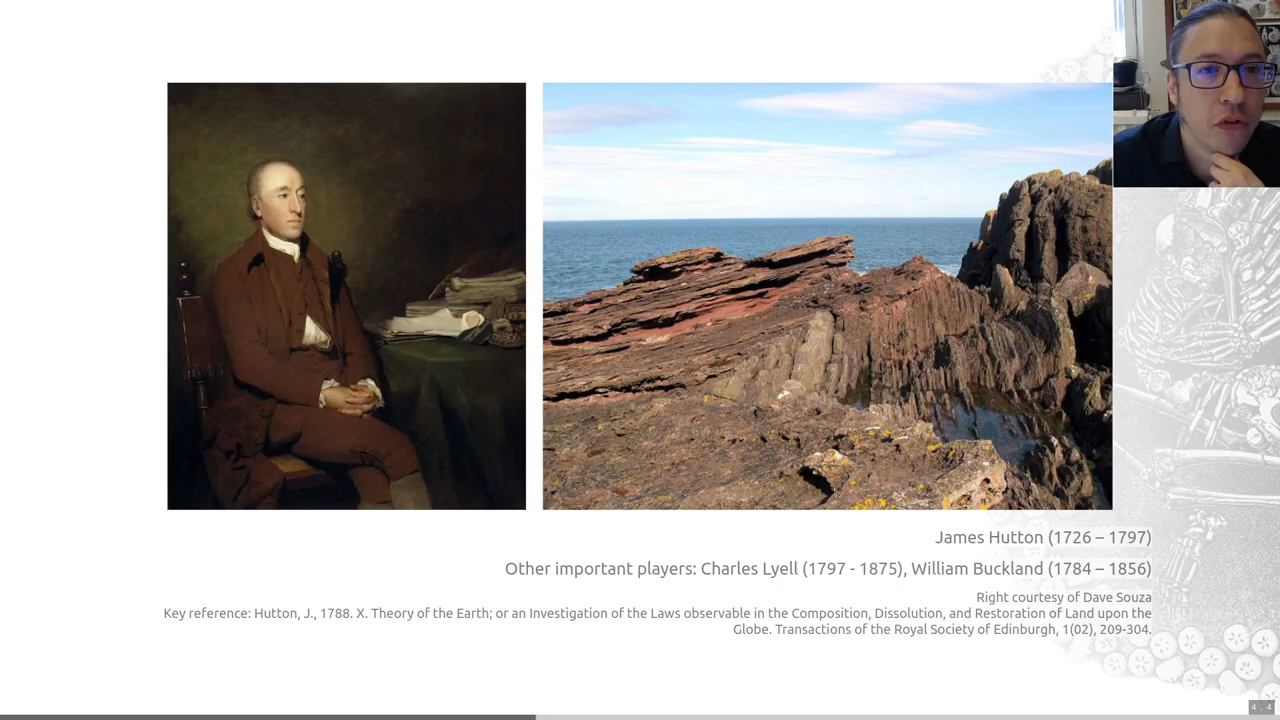 James Hutton (1726 – 1797)
Other important players: Charles Lyell (1797 - 1875), William Buckland (1784 – 1856)
Right courtesy of Dave Souza
Key reference: Hutton, J., 1788. X. Theory of the Earth; or an Investigation of the Laws observable in the Composition, Dissolution, and Restoration of Land upon the
Globe. Transactions of the Royal Society of Edinburgh, 1(02), 209-304.
4 . 4